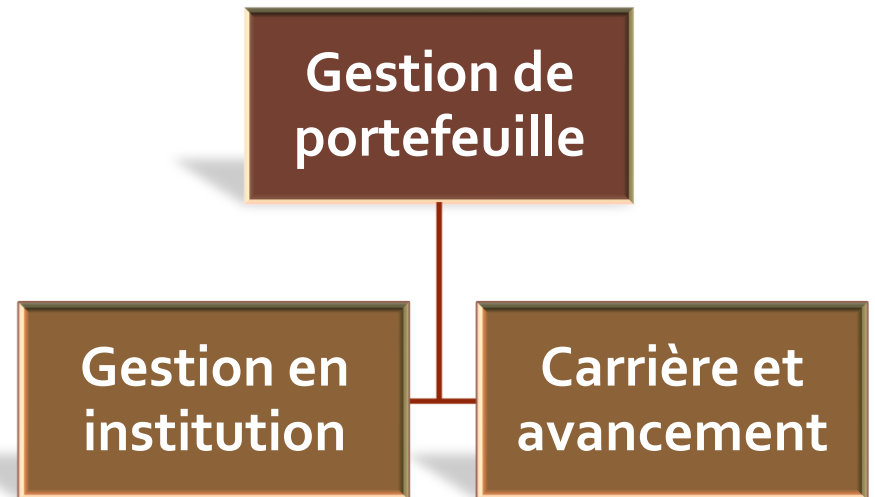 Gestion de
portefeuille
Gestion en
institution
Carrière et
avancement